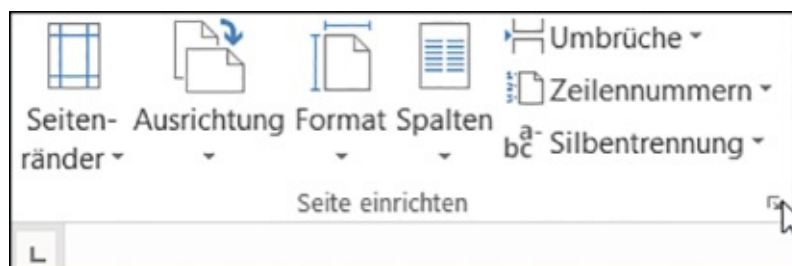 Umbrüche
Zeilennummern
Silbentrennung
Seiten-
ränder
Ausrichtung
Format
Spalten
Seite einrichten